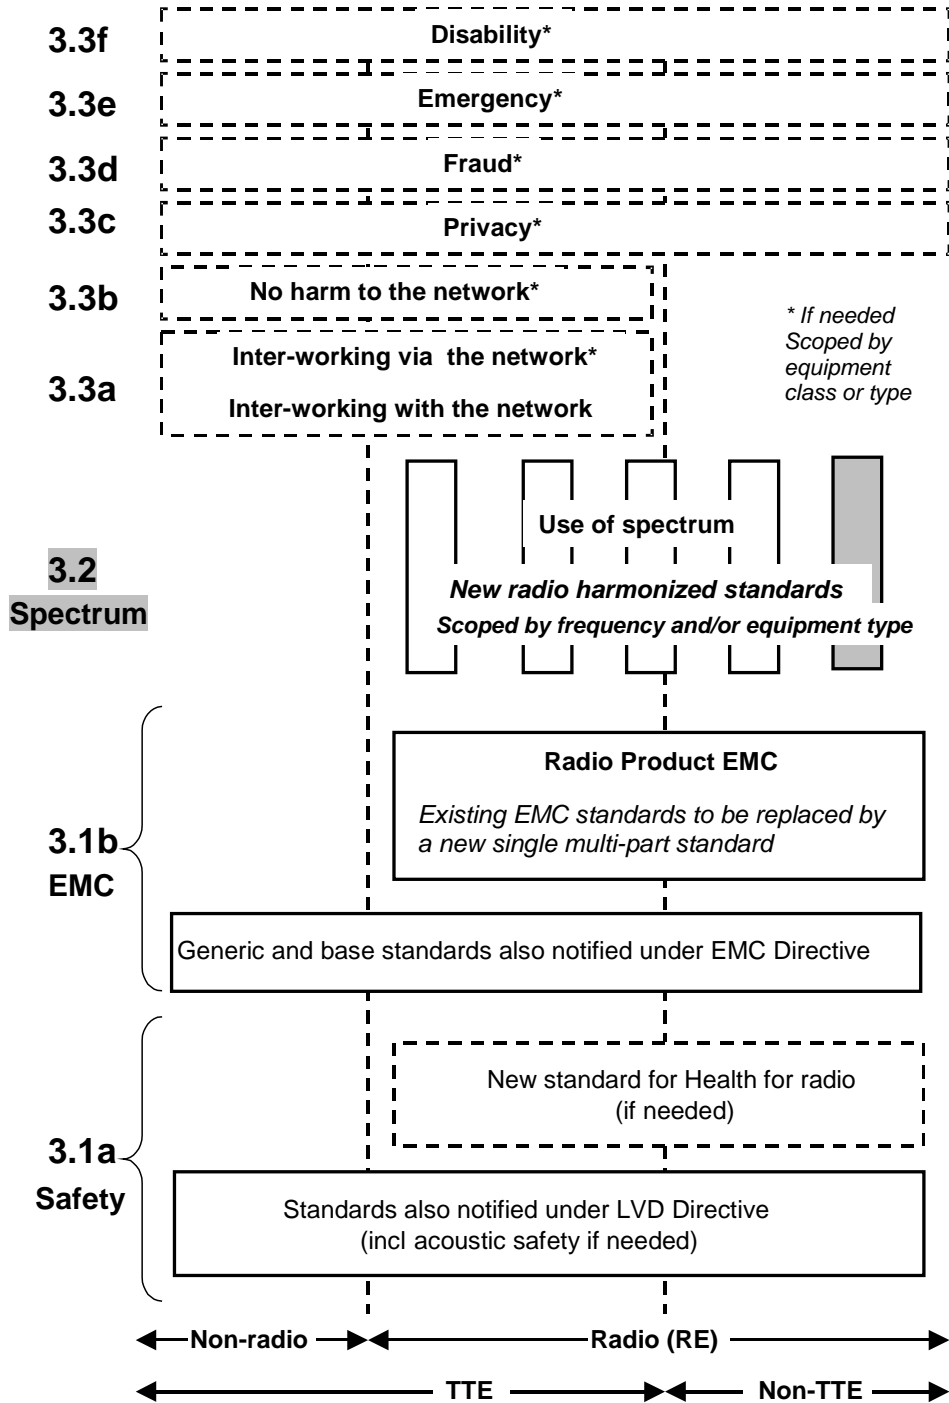 3.3f
Disability*
3.3e
Emergency*
3.3d
Fraud*
3.3c
Privacy*
3.3b
No harm to the network*
3.3a
Inter-working via the network*
Inter-working with the network
* If needed
Scoped by
equipment
class or type
3.2
Spectrum
Use of spectrum
New radio harmonized standards
Scoped by frequency and/or equipment type
3.1b
EMC
Radio Product EMC
Existing EMC standards to be replaced by
a new single multi-part standard
Generic and base standards also notified under EMC Directive
3.1a
Safety
New standard for Health for radio
(if needed)
Standards also notified under LVD Directive
(incl acoustic safety if needed)
Non-radio
Radio (RE)
TTE
Non-TTE